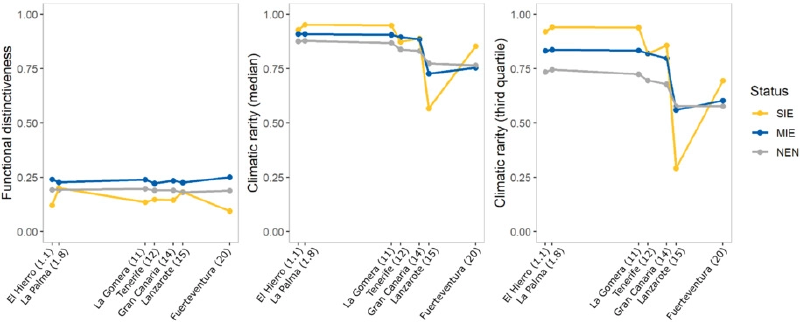 Functional distinctiveness
1.00
0.75
0.50
0.25
0.00
El Hierro (1.1)
La Palma (1.8)
La Gomera (11)
Tenerife (12)
Gran Canaria (14)
Lanzarote (15)
Fuerteventura (20)
Climatic rarity (median)
1.00
0.75
0.50
0.25
0.00
El Hierro (1.1)
La Palma (1.8)
La Gomera (11)
Tenerife (12)
Gran Canaria (14)
Lanzarote (15)
Fuerteventura (20)
Climatic rarity (third quartile)
1.00
0.75
0.50
0.25
0.00
El Hierro (1.1)
La Palma (1.8)
La Gomera (11)
Tenerife (12)
Gran Canaria (14)
Lanzarote (15)
Fuerteventura (20)
Status
SIE
MIE
NEN